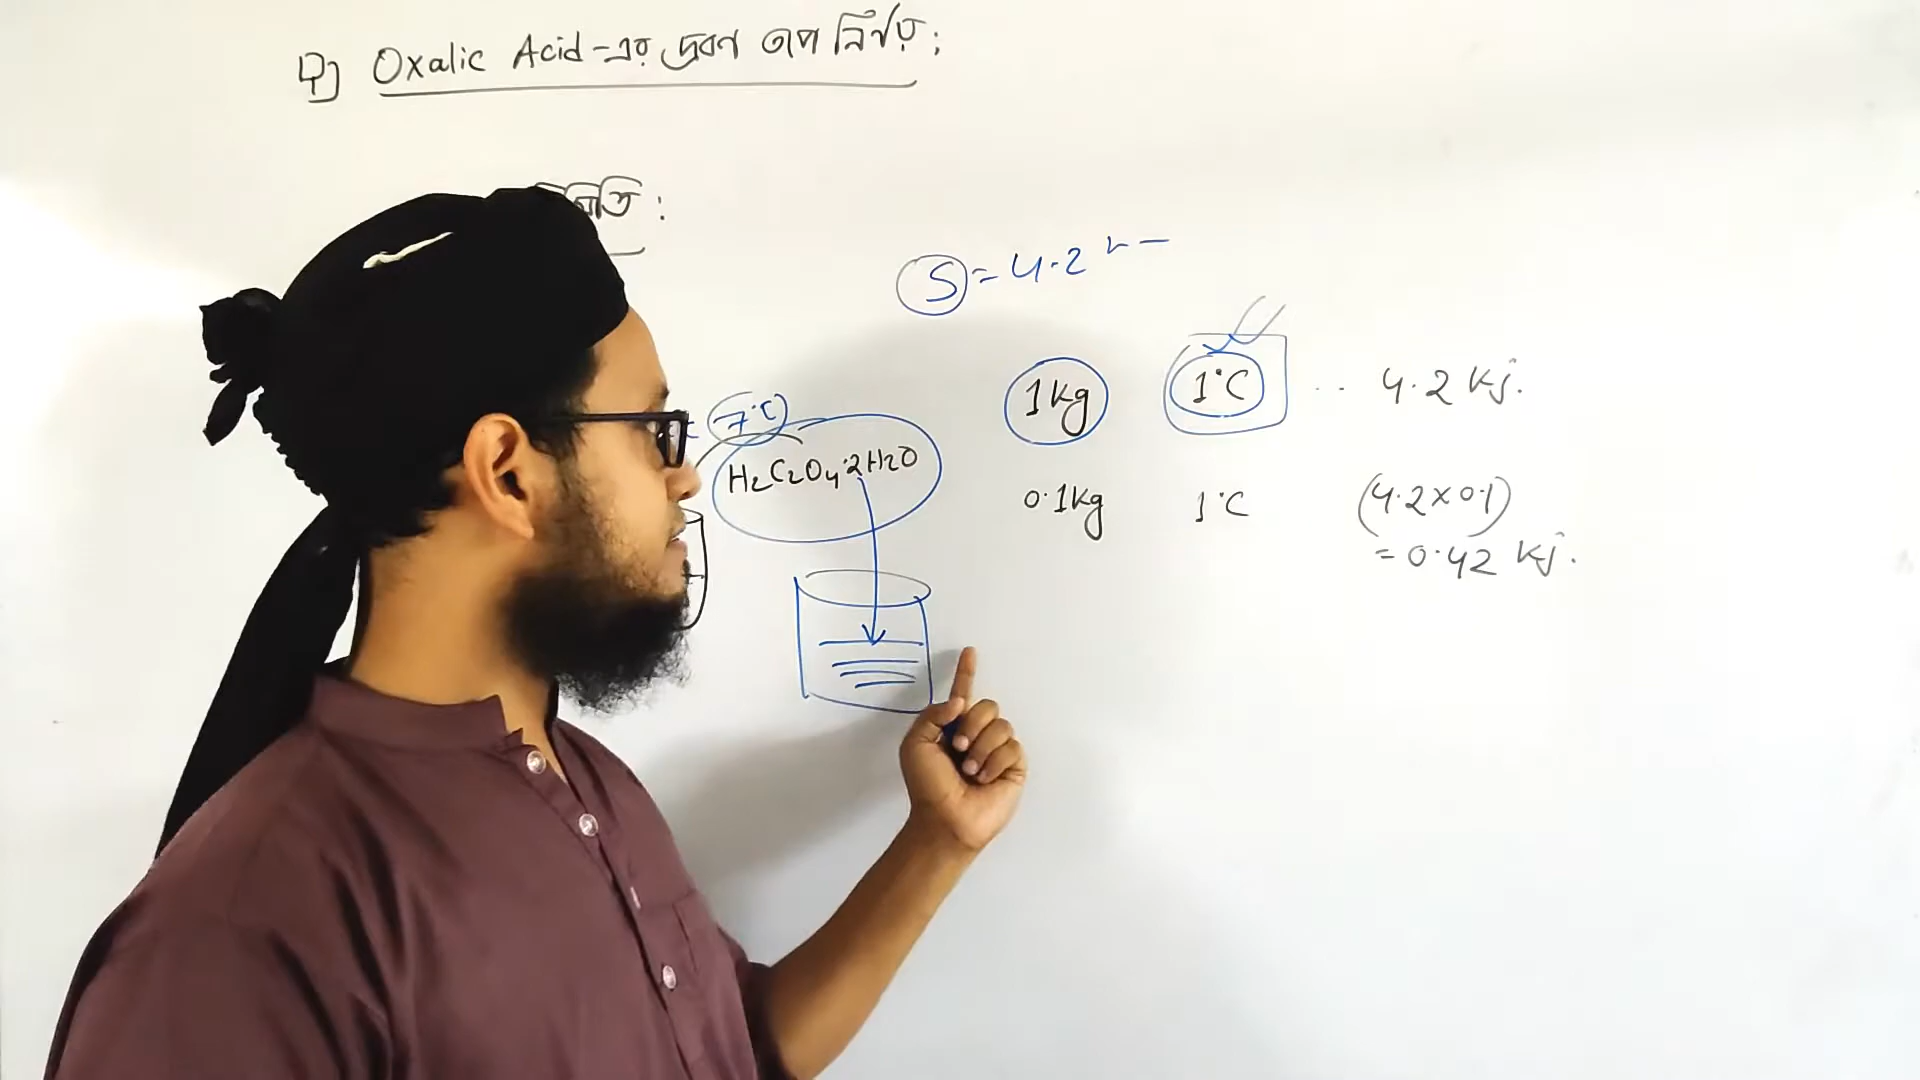 ঘ) Oxalic Acid-এর দ্রবণ তাপ নির্ণয়:
S = 4.2
1kg 1°C .. 4.2 kj.
7°C
H2C2O4·2H2O
0.1kg 1°C (4.2×0.1)
= 0.42 kj.